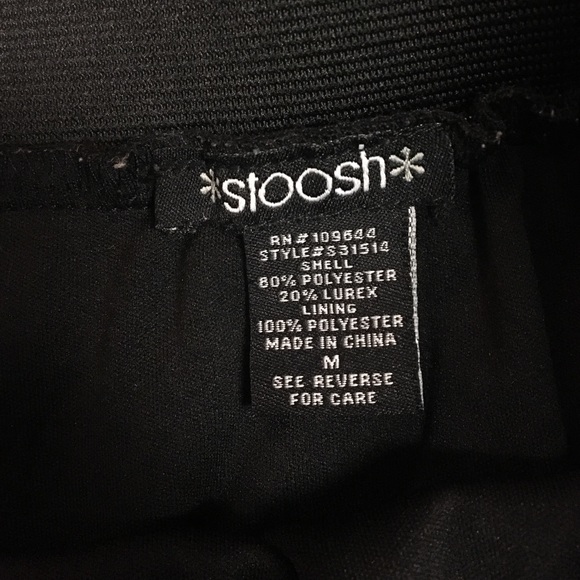 *stoosh*
RN#109644
STYLE#S31514
SHELL
80% POLYESTER
20% LUREX
LINING
100% POLYESTER
MADE IN CHINA
M
SEE REVERSE
FOR CARE